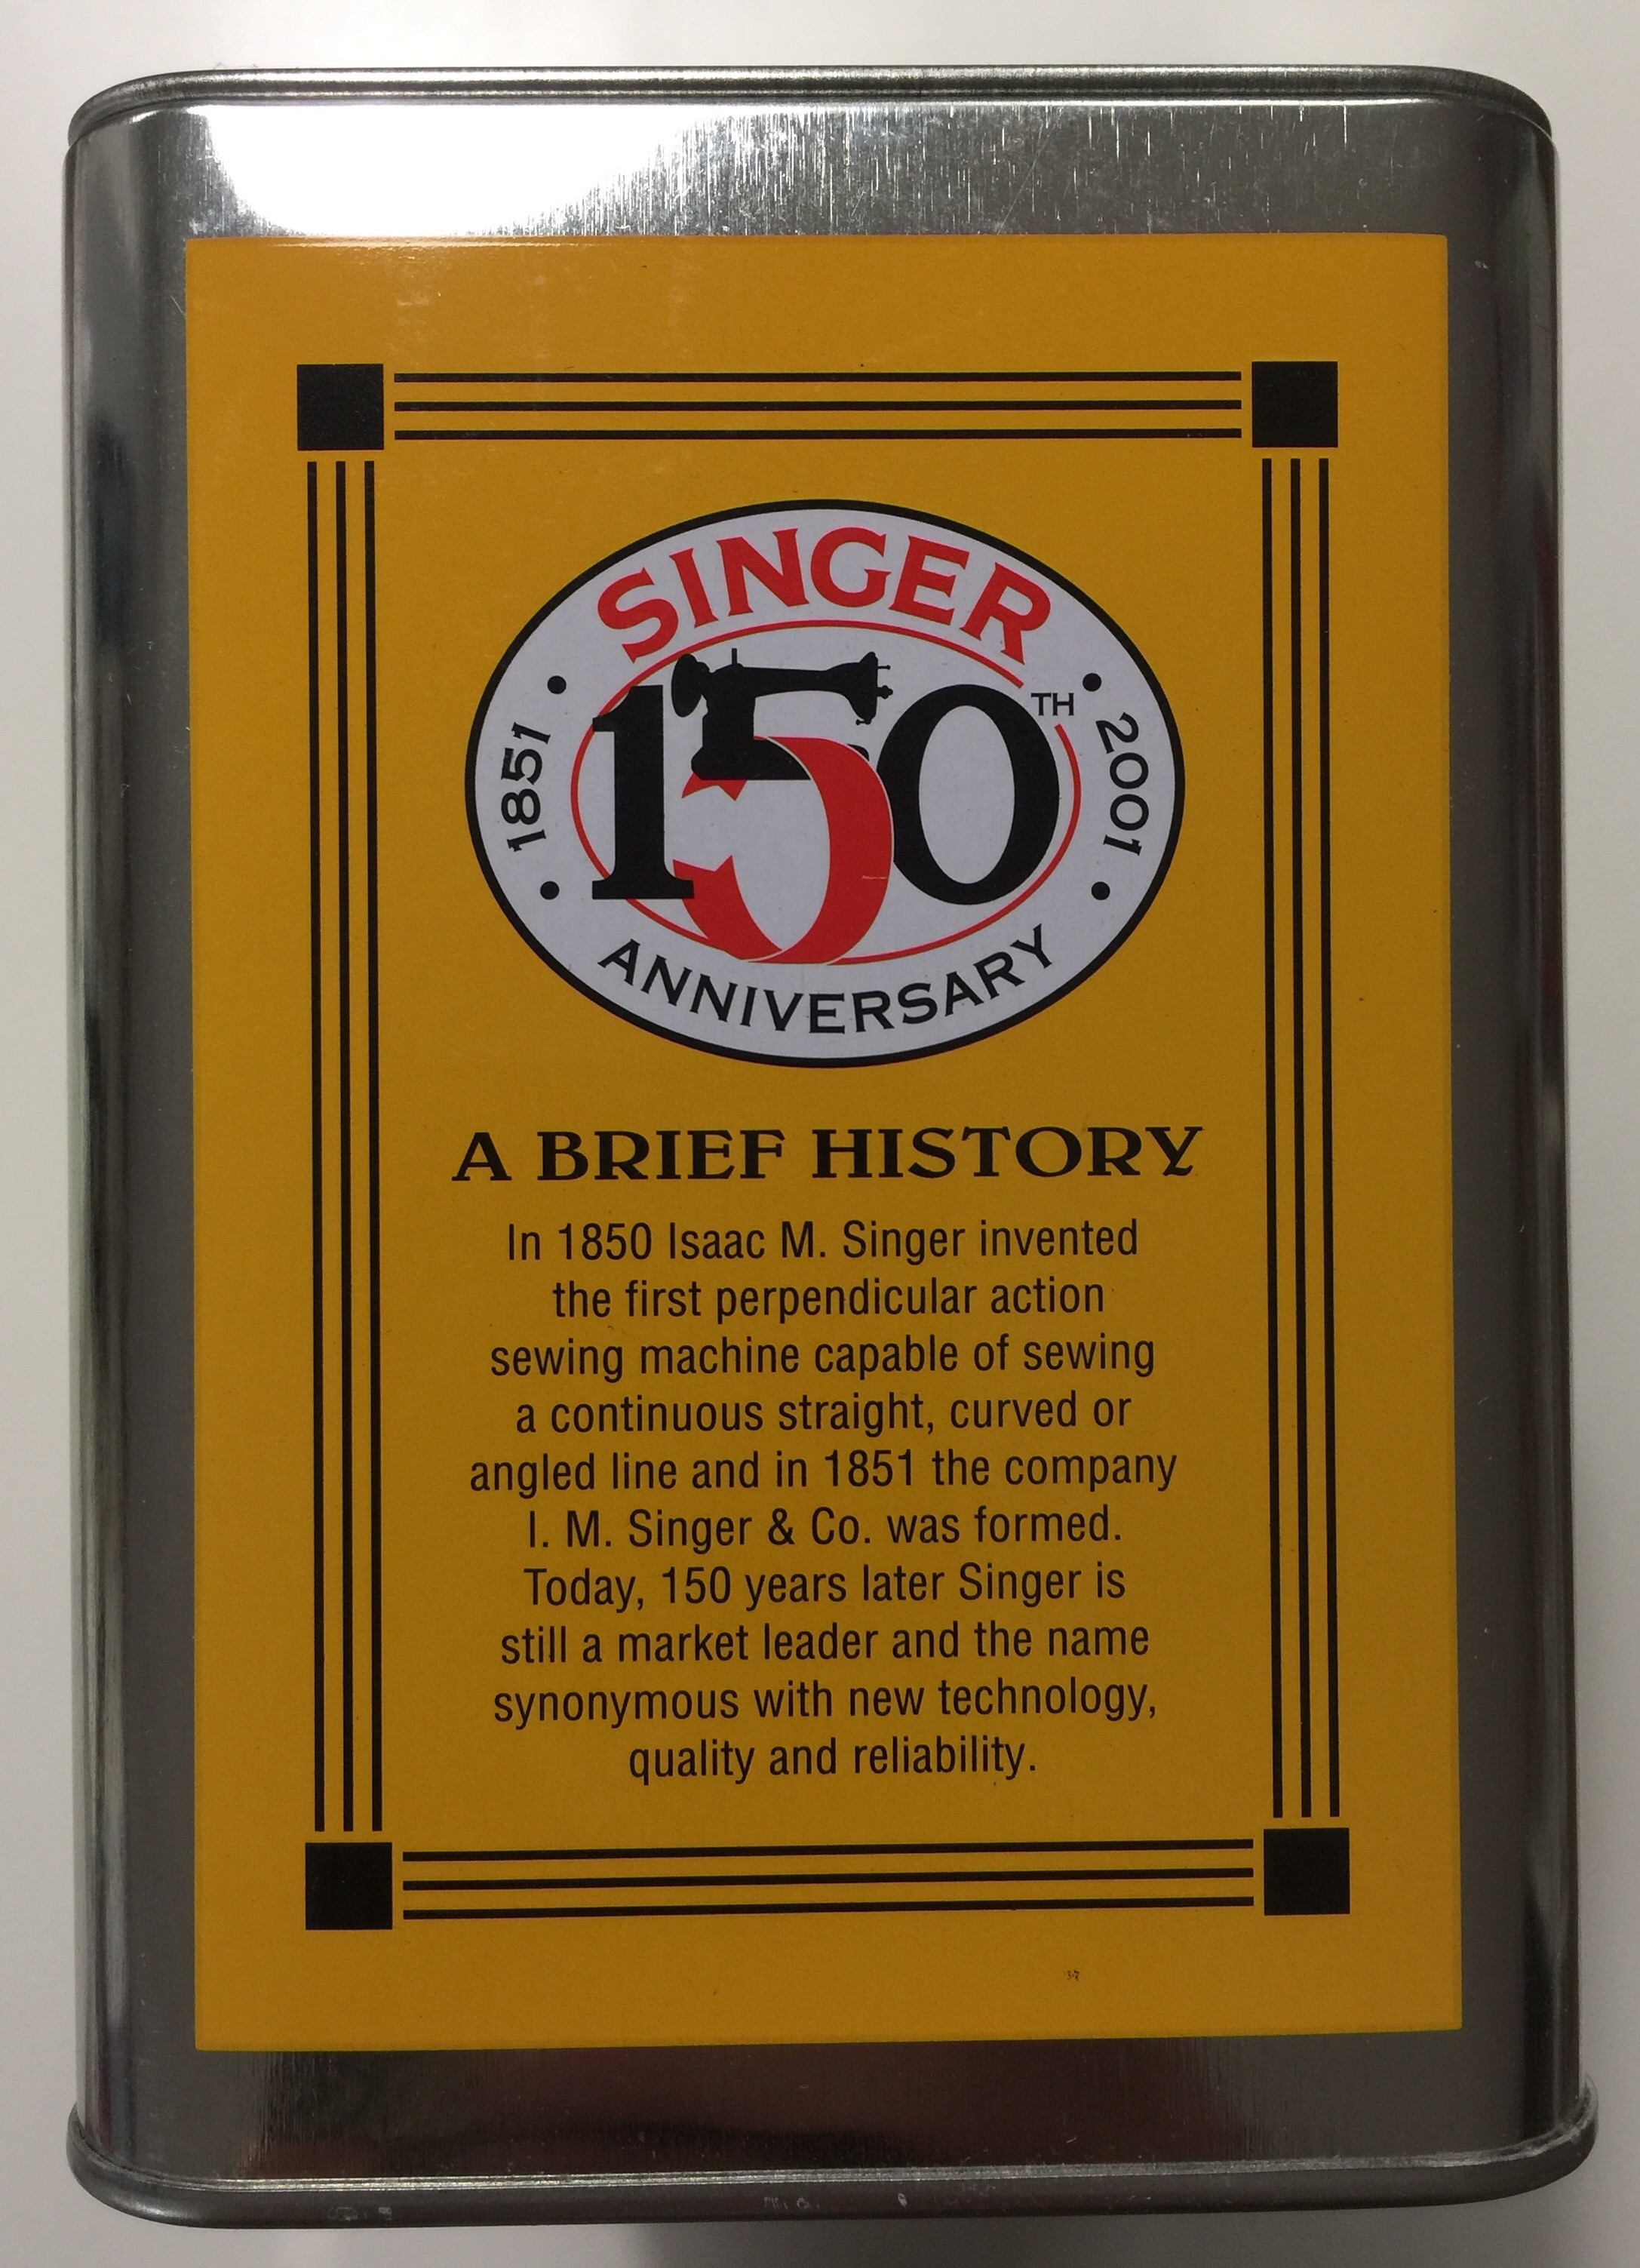 SINGER
1851
150TH
2001
ANNIVERSARY
A BRIEF HISTORY
In 1850 Isaac M. Singer invented
the first perpendicular action
sewing machine capable of sewing
a continuous straight, curved or
angled line and in 1851 the company
I. M. Singer & Co. was formed.
Today, 150 years later Singer is
still a market leader and the name
synonymous with new technology,
quality and reliability.